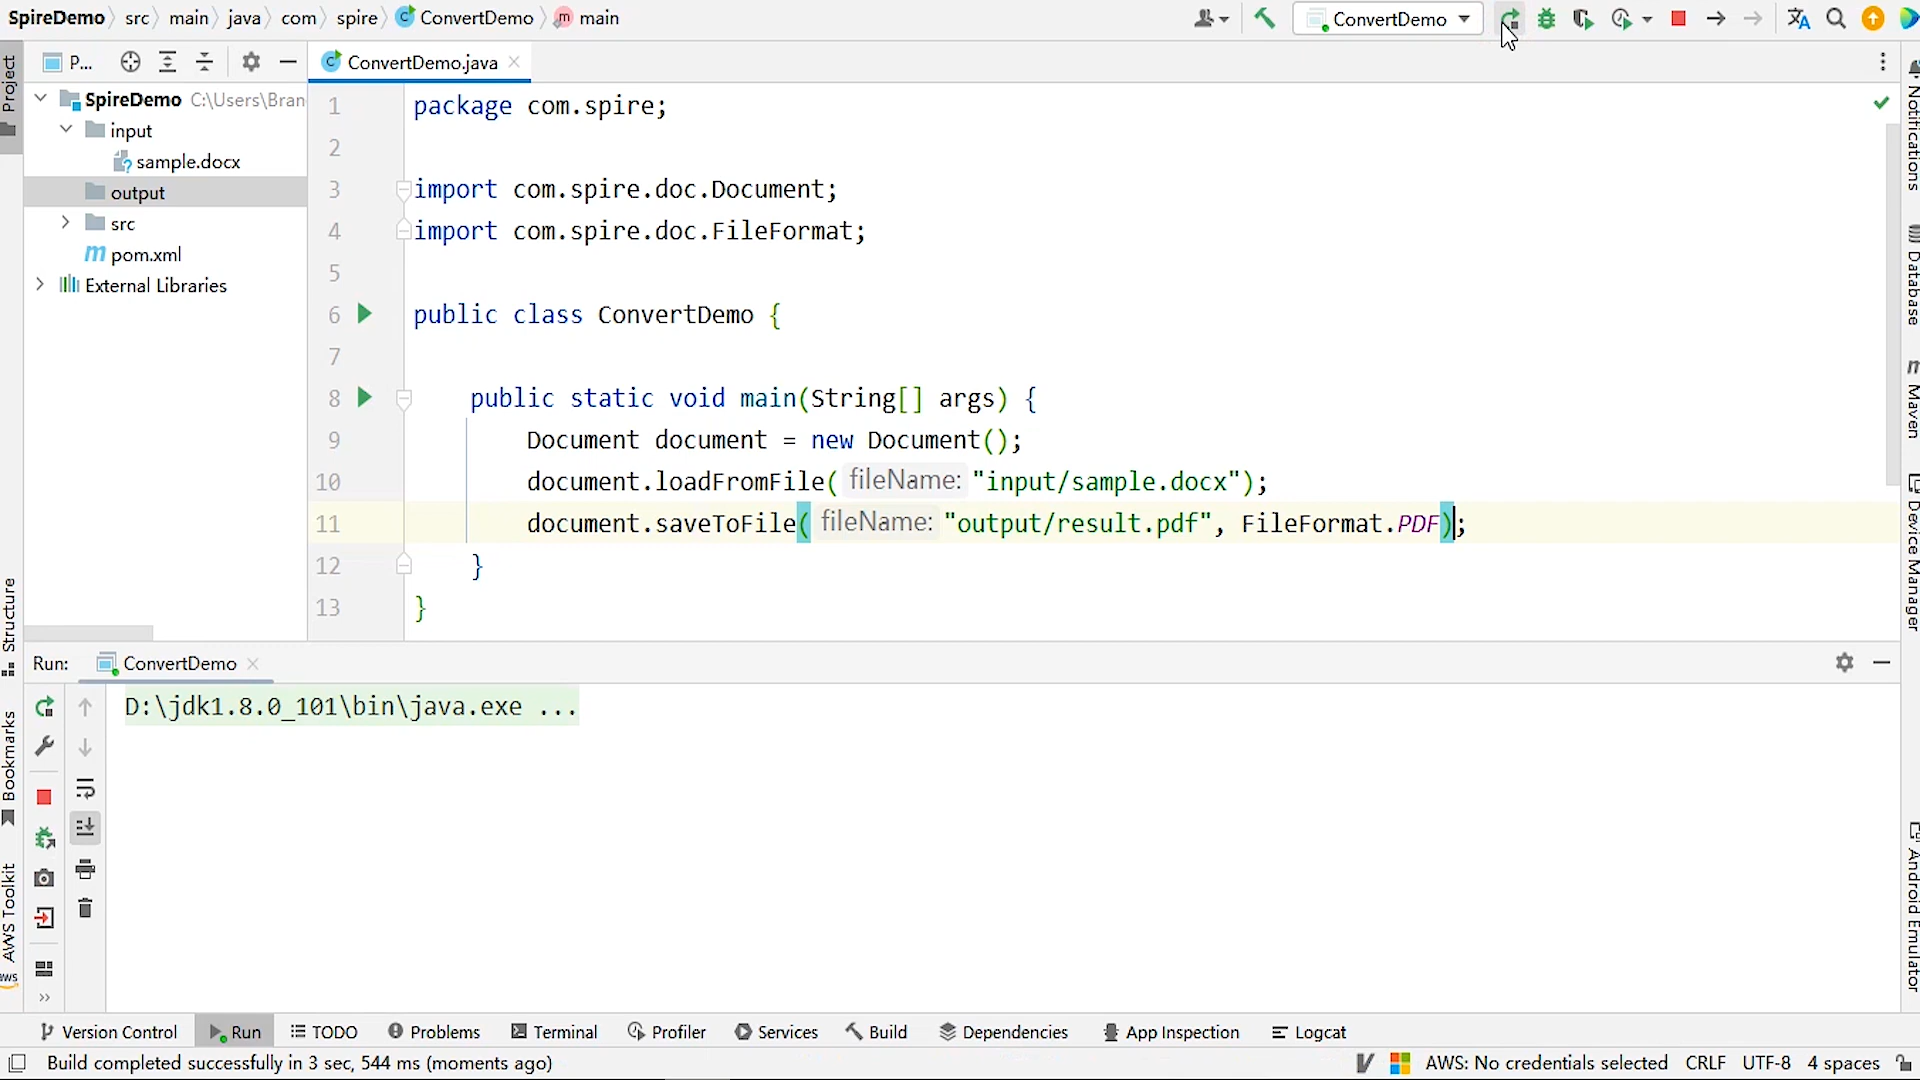 SpireDemo src main java com spire ConvertDemo main
ConvertDemo
Project
P...
ConvertDemo.java
SpireDemo C:\Users\Bran
input
sample.docx
output
src
pom.xml
External Libraries
1 package com.spire;
2
3 import com.spire.doc.Document;
4 import com.spire.doc.FileFormat;
5
6 public class ConvertDemo {
7
8 public static void main(String[] args) {
9 Document document = new Document();
10 document.loadFromFile( fileName: "input/sample.docx");
11 document.saveToFile( fileName: "output/result.pdf", FileFormat.PDF);
12 }
13 }
Notifications
Database
Maven
Device Manager
Android Emulator
Structure
Bookmarks
AWS Toolkit
aws
Run: ConvertDemo
D:\jdk1.8.0_101\bin\java.exe ...
Version Control Run TODO Problems Terminal Profiler Services Build Dependencies App Inspection Logcat
Build completed successfully in 3 sec, 544 ms (moments ago)
AWS: No credentials selected CRLF UTF-8 4 spaces